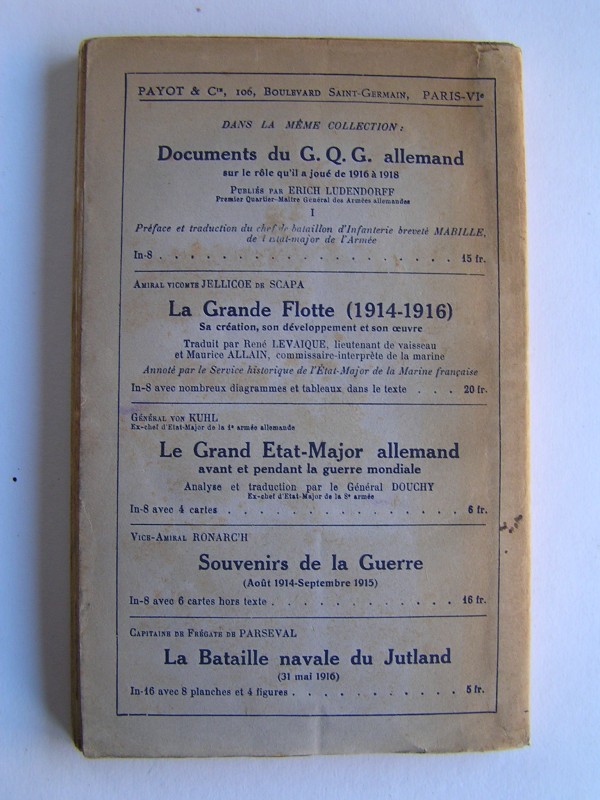 PAYOT & Cie, 106, Boulevard Saint-Germain, PARIS-VIe
DANS LA MÊME COLLECTION :
Documents du G. Q. G. allemand
sur le rôle qu'il a joué de 1916 à 1918
Publiés par ERICH LUDENDORFF
Premier Quartier-Maître Général des Armées allemandes
I
Préface et traduction du chef de bataillon d'Infanterie breveté MABILLE,
de l'État-major de l'Armée
In-8 . . . . . . . . . . . . . . . . . . . 15 fr.
Amiral vicomte JELLICOE de SCAPA
La Grande Flotte (1914-1916)
Sa création, son développement et son œuvre
Traduit par René LEVAIQUE, lieutenant de vaisseau
et Maurice ALLAIN, commissaire-interprète de la marine
Annoté par le Service historique de l'État-Major de la Marine française
In-8 avec nombreux diagrammes et tableaux dans le texte . . . 20 fr.
Général von KUHL
Ex-chef d'Etat-Major de la 1e armée allemande
Le Grand Etat-Major allemand
avant et pendant la guerre mondiale
Analyse et traduction par le Général DOUCHY
Ex-chef d'Etat-Major de la 8e armée
In-8 avec 4 cartes . . . . . . . . . . . . . . 6 fr.
Vice-Amiral RONARC'H
Souvenirs de la Guerre
(Août 1914-Septembre 1915)
In-8 avec 6 cartes hors texte . . . . . . . . . . . 16 fr.
Capitaine de Frégate de PARSEVAL
La Bataille navale du Jutland
(31 mai 1916)
In-16 avec 8 planches et 4 figures . . . . . . . . . . 5 fr.